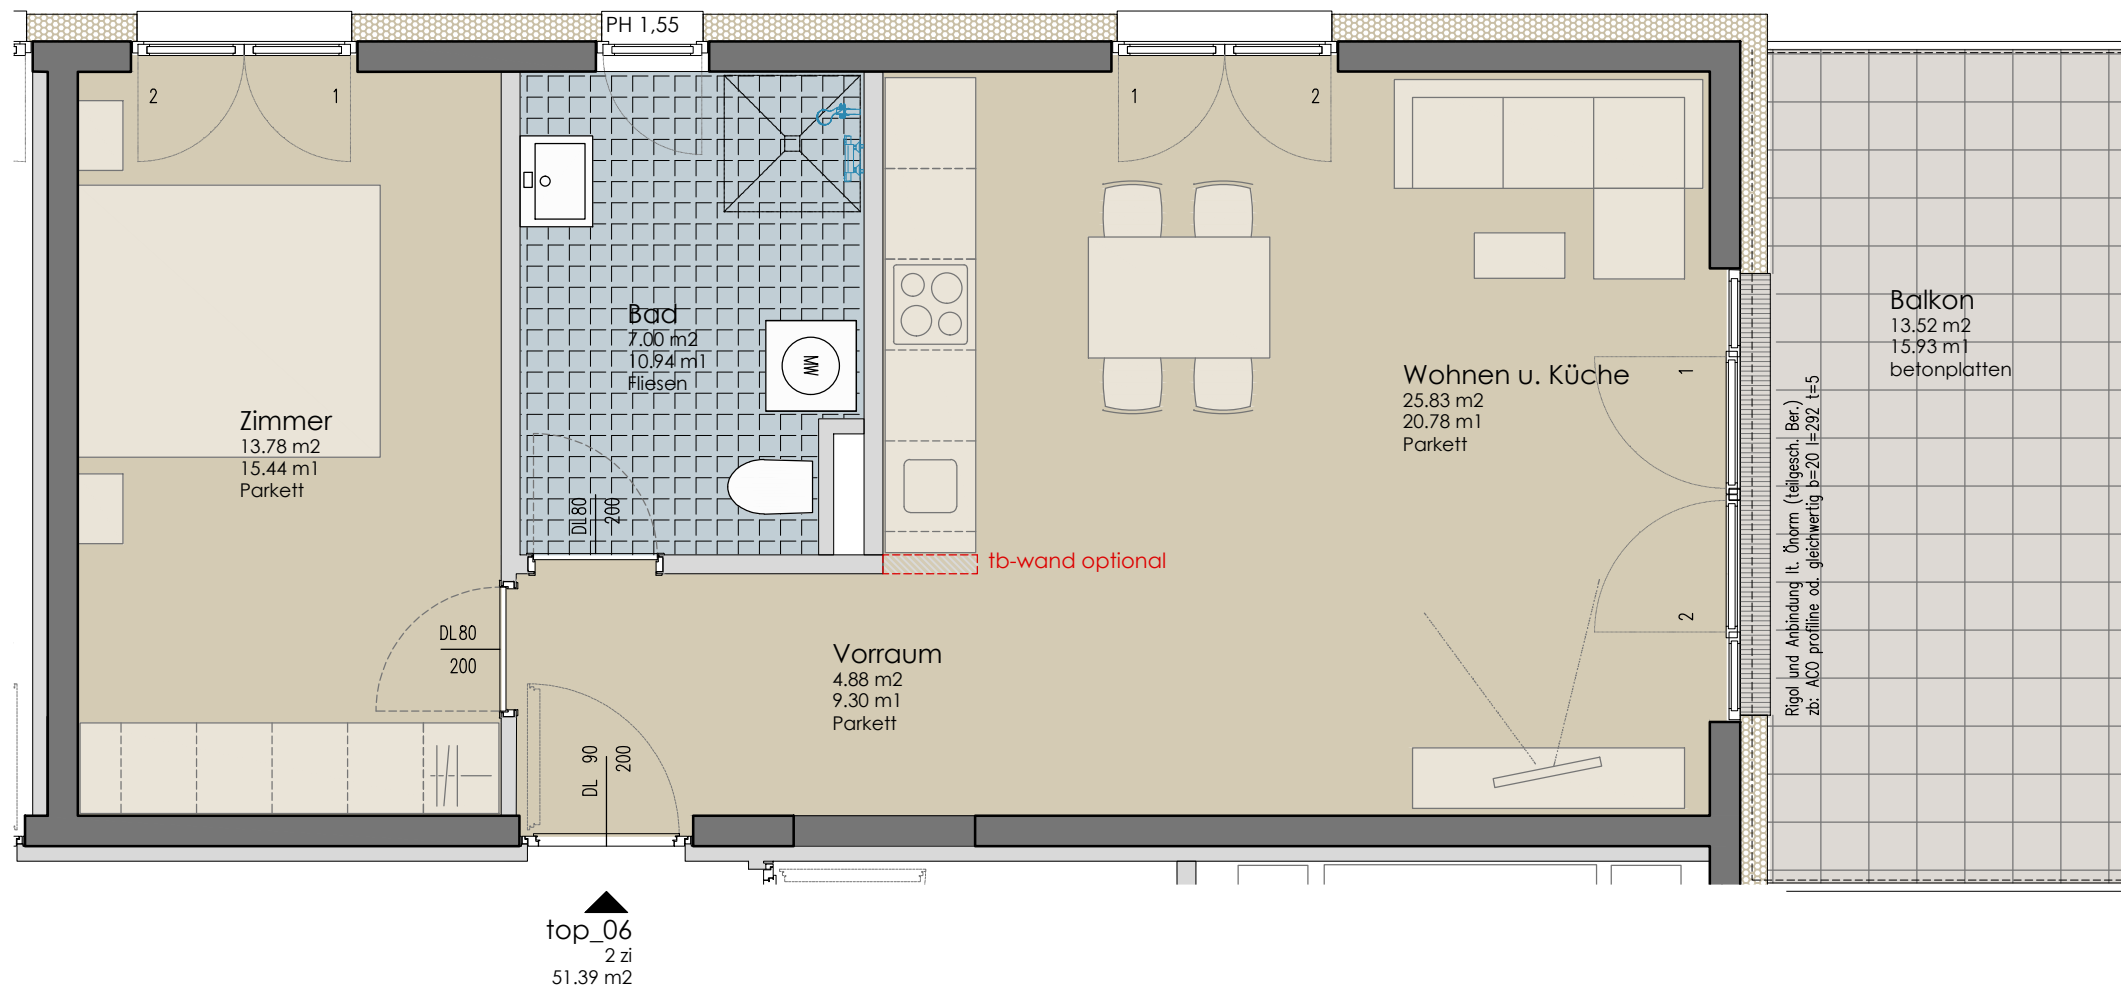 PH 1,55
2
1
1
2
Zimmer
13.78 m2
15.44 m1
Parkett
Bad
7.00 m2
10.94 m1
Fliesen
MW
DL80
200
DL80
200
DL 90
200
tb-wand optional
Vorraum
4.88 m2
9.30 m1
Parkett
Wohnen u. Küche
25.83 m2
20.78 m1
Parkett
1
2
Rigol und Anbindung lt. Önorm (teilgesch. Ber.)
zb: ACO profiline od. gleichwertig b=20 l=292 t=5
Balkon
13.52 m2
15.93 m1
betonplatten
top_06
2 zi
51.39 m2